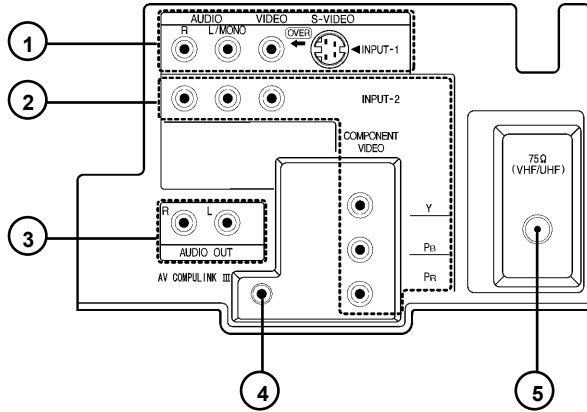 AUDIO VIDEO S-VIDEO
R L/MONO OVER
INPUT-1
1
2
INPUT-2
COMPONENT
VIDEO
75Ω
(VHF/UHF)
R L
Y
3
AUDIO OUT
PB
AV COMPULINK III
PR
4
5